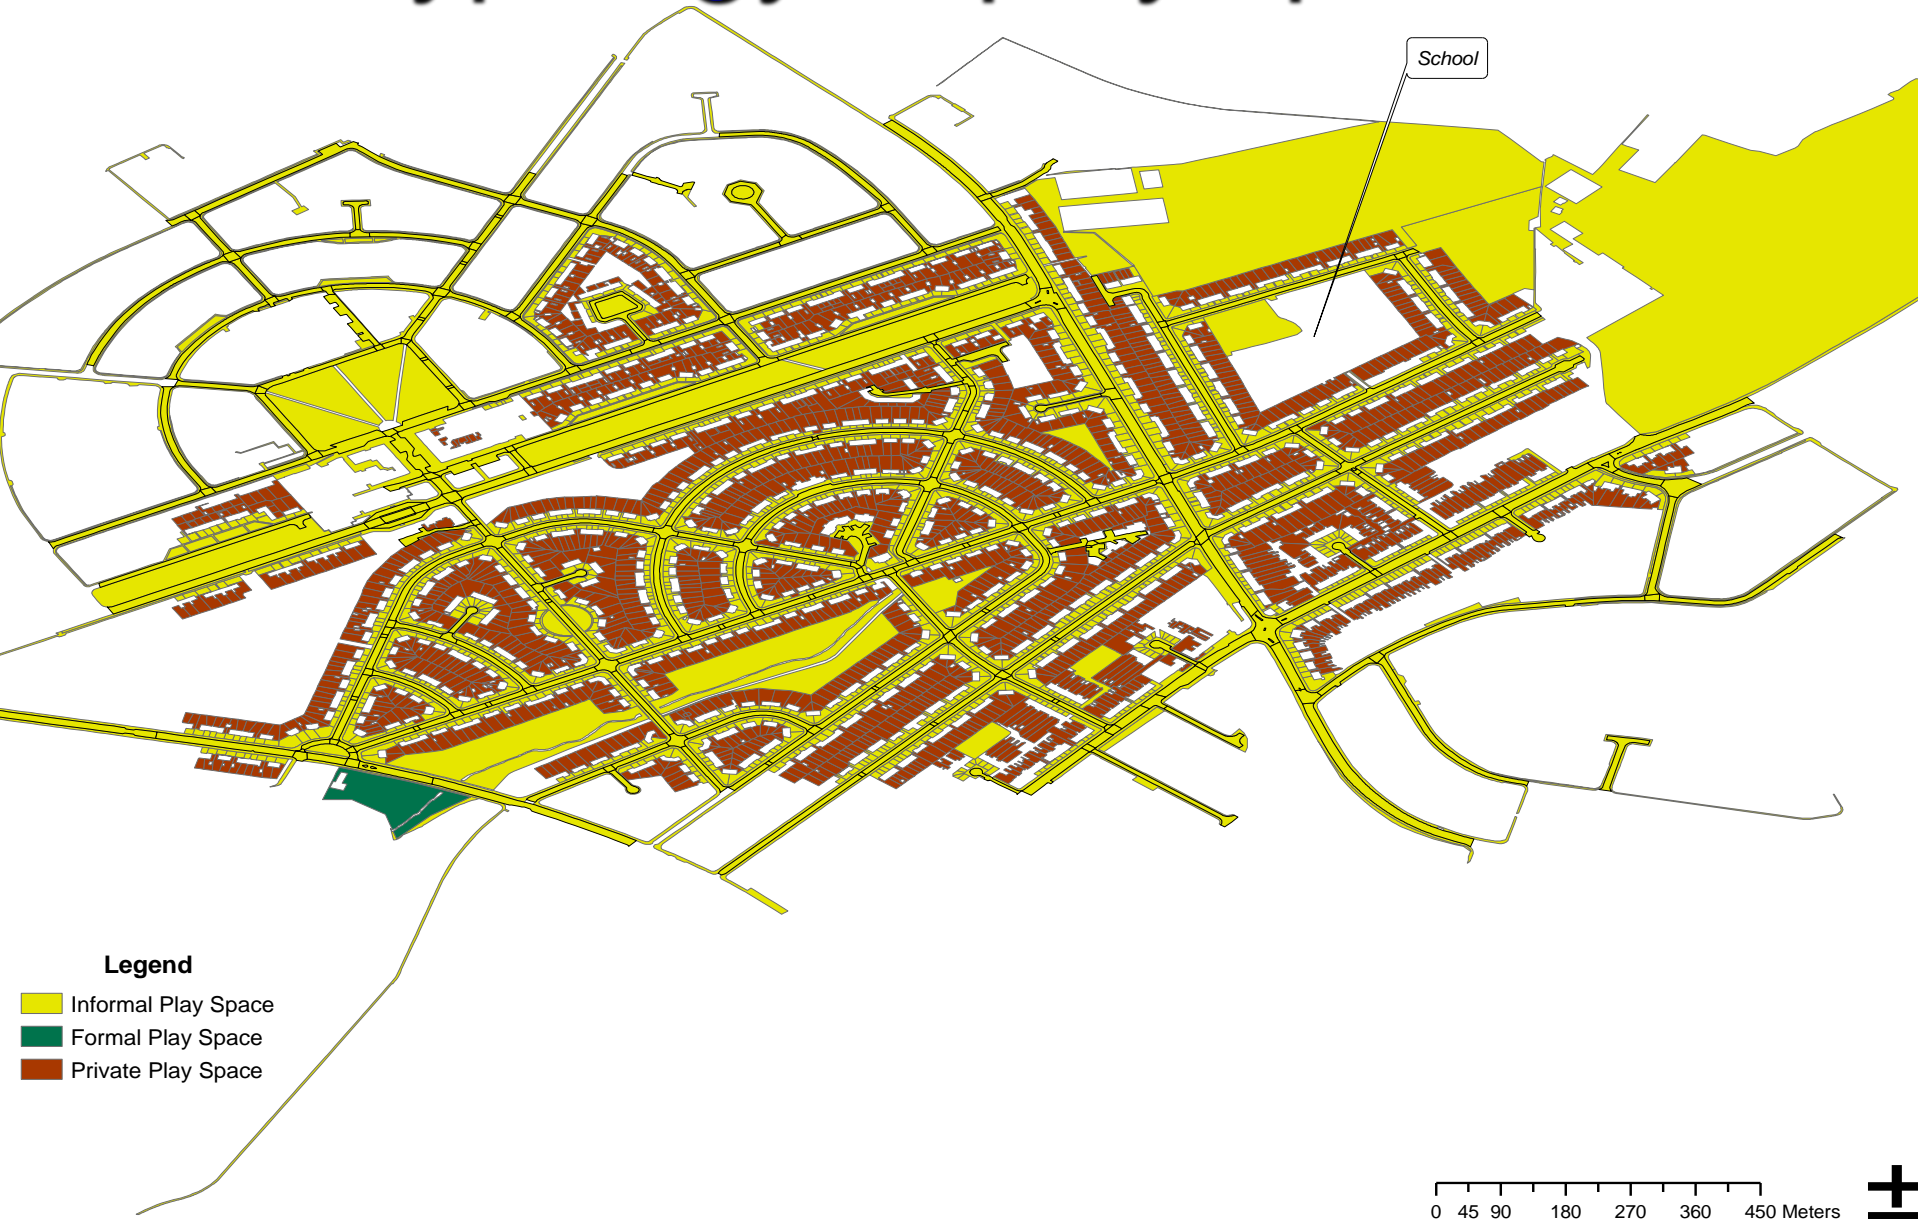 School
Legend
Informal Play Space
Formal Play Space
Private Play Space
0 45 90 180 270 360 450 Meters